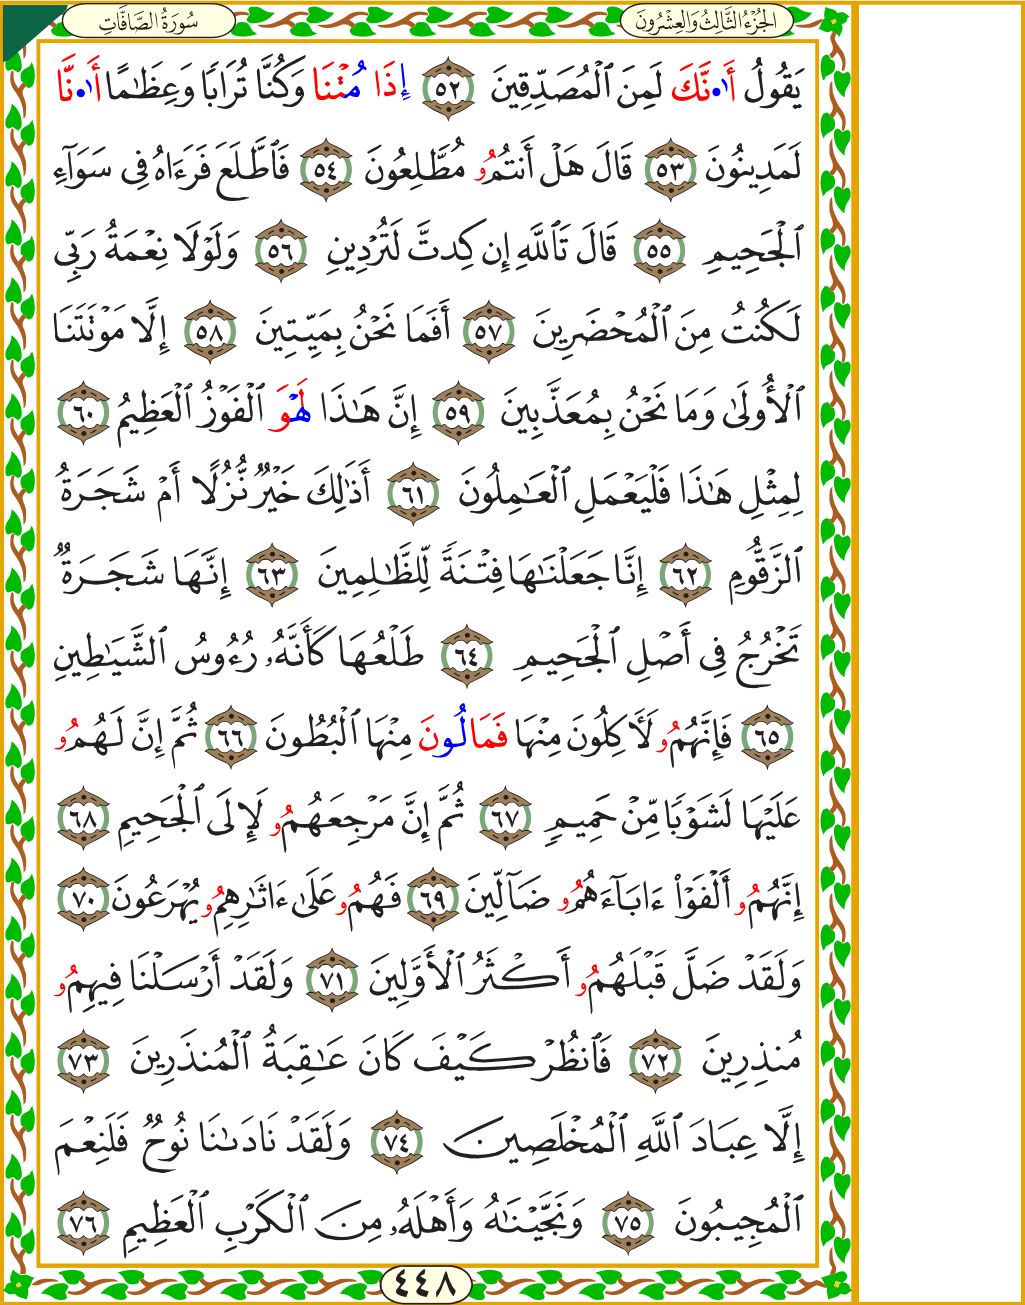 الجُزْءُ الثَّالِثُ وَالعِشْرُونَ
سُورَةُ الصَّافَّاتِ
يَقُولُ أَا۬نَّكَ لَمِنَ ٱلْمُصَدِّقِينَ ٥٢ إِذَا مُتْنَا وَكُنَّا تُرَابًا وَعِظَٰمًا أَا۬نَّا
لَمَدِينُونَ ٥٣ قَالَ هَلْ أَنتُمُۥ مُطَّلِعُونَ ٥٤ فَٱطَّلَعَ فَرَءَاهُ فِى سَوَآءِ
ٱلْجَحِيمِ ٥٥ قَالَ تَٱللَّهِ إِن كِدتَّ لَتُرْدِينِ ٥٦ وَلَوْلَا نِعْمَةُ رَبِّى
لَكُنتُ مِنَ ٱلْمُحْضَرِينَ ٥٧ أَفَمَا نَحْنُ بِمَيِّتِينَ ٥٨ إِلَّا مَوْتَتَنَا
ٱلْأُولَىٰ وَمَا نَحْنُ بِمُعَذَّبِينَ ٥٩ إِنَّ هَٰذَا لَهْوَ ٱلْفَوْزُ ٱلْعَظِيمُ ٦٠
لِمِثْلِ هَٰذَا فَلْيَعْمَلِ ٱلْعَٰمِلُونَ ٦١ أَذَٰلِكَ خَيْرٌ نُّزُلًا أَمْ شَجَرَةُ
ٱلزَّقُّومِ ٦٢ إِنَّا جَعَلْنَٰهَا فِتْنَةً لِّلظَّٰلِمِينَ ٦٣ إِنَّهَا شَجَرَةٌ
تَخْرُجُ فِى أَصْلِ ٱلْجَحِيمِ ٦٤ طَلْعُهَا كَأَنَّهُۥ رُءُوسُ ٱلشَّيَٰطِينِ
٦٥ فَإِنَّهُمُۥ لَءَاكِلُونَ مِنْهَا فَمَالُونَ مِنْهَا ٱلْبُطُونَ ٦٦ ثُمَّ إِنَّ لَهُمُۥ
عَلَيْهَا لَشَوْبًا مِّنْ حَمِيمٍ ٦٧ ثُمَّ إِنَّ مَرْجِعَهُمُۥ لَإِلَى ٱلْجَحِيمِ ٦٨
إِنَّهُمُۥ أَلْفَوْا۟ ءَابَآءَهُمُۥ ضَآلِّينَ ٦٩ فَهُمُۥ عَلَىٰ ءَاثَٰرِهِمُۥ يُهْرَعُونَ ٧٠
وَلَقَدْ ضَلَّ قَبْلَهُمُۥ أَكْثَرُ ٱلْأَوَّلِينَ ٧١ وَلَقَدْ أَرْسَلْنَا فِيهِمُۥ
مُنذِرِينَ ٧٢ فَٱنظُرْ كَيْفَ كَانَ عَٰقِبَةُ ٱلْمُنذَرِينَ ٧٣
إِلَّا عِبَادَ ٱللَّهِ ٱلْمُخْلَصِينَ ٧٤ وَلَقَدْ نَادَىٰنَا نُوحٌ فَلَنِعْمَ
ٱلْمُجِيبُونَ ٧٥ وَنَجَّيْنَٰهُ وَأَهْلَهُۥ مِنَ ٱلْكَرْبِ ٱلْعَظِيمِ ٧٦
٤٤٨